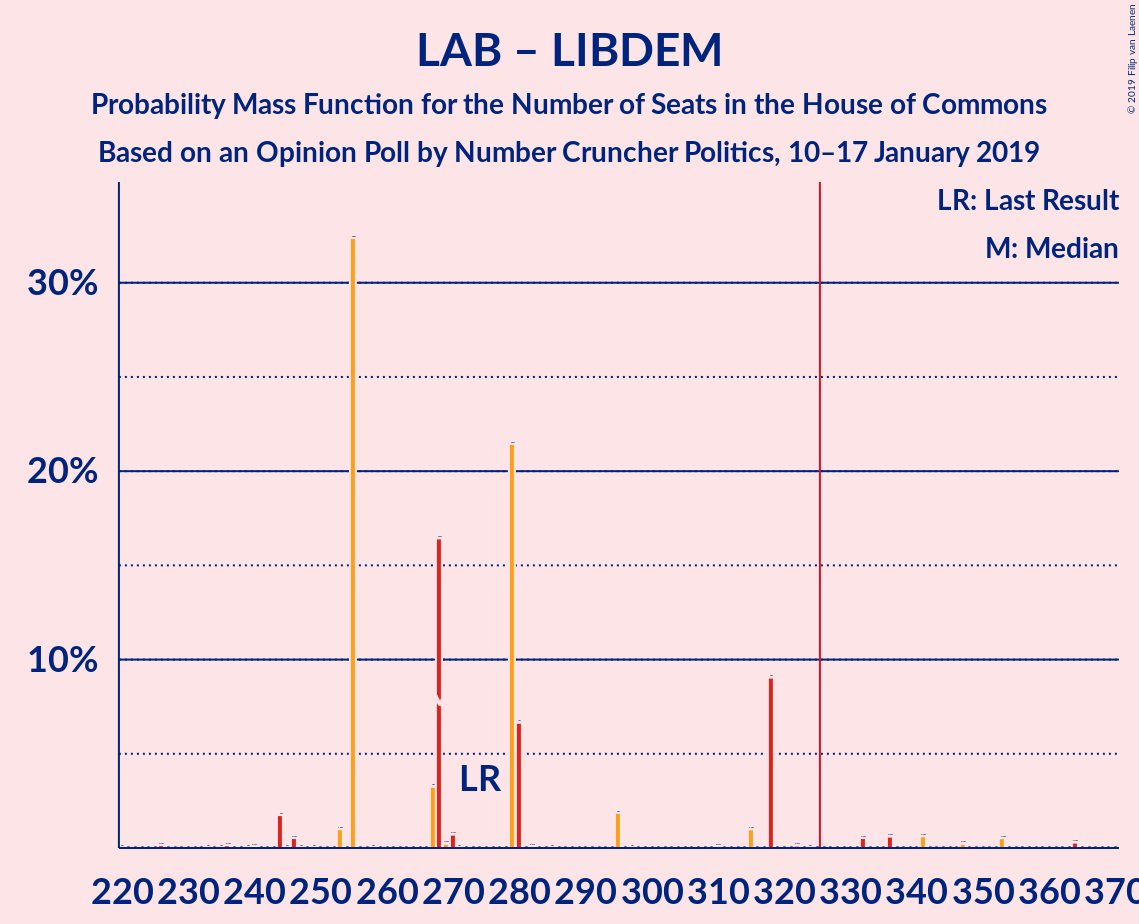 LAB – LIBDEM
Probability Mass Function for the Number of Seats in the House of Commons
Based on an Opinion Poll by Number Cruncher Politics, 10–17 January 2019
© 2019 Filip van Laenen
LR: Last Result
M: Median
30%
20%
10%
LR
220 230 240 250 260 270 280 290 300 310 320 330 340 350 360 370